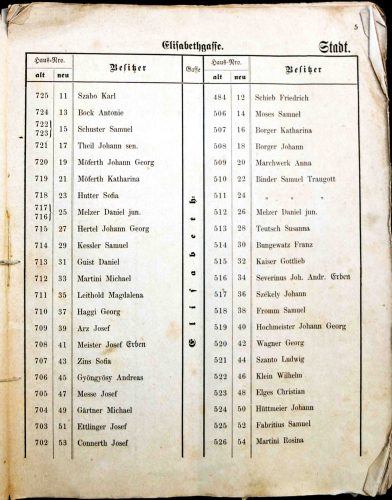 5
Elisabethgasse. Stadt.
Haus-Nro. Besitzer Gasse Haus-Nro. Besitzer
alt neu alt neu
725 11 Szabo Karl 484 12 Schieb Friedrich
724 13 Bock Antonie 506 14 Moses Samuel
722 723 } 15 Schuster Samuel 507 16 Borger Katharina
721 17 Theil Johann sen. 508 18 Borger Johann
720 19 Möferth Johann Georg 509 20 Marchwerk Anna
719 21 Möferth Katharina 510 22 Binder Samuel Traugott
718 23 Hutter Sofia 511 24 " " "
717 716 } 25 Melzer Daniel jun. 512 26 Melzer Daniel jun.
715 27 Hertel Johann Georg 513 28 Teutsch Susanna
714 29 Kessler Samuel 514 30 Bungewatz Franz
713 31 Guist Daniel 515 32 Kaiser Gottlieb
712 33 Martini Michael 516 34 Severinus Joh. Andr. Erben
711 35 Leithold Magdalena 517 36 Székely Johann
710 37 Haggi Georg 518 38 Fromm Samuel
709 39 Arz Josef 519 40 Hochmeister Johann Georg
708 41 Meister Josef Erben 520 42 Wagner Georg
707 43 Zins Sofia 521 44 Szanto Ludwig
706 45 Gyöngyösy Andreas 522 46 Klein Wilhelm
705 47 Messe Josef 523 48 Elges Christian
704 49 Gärtner Michael 524 50 Hüttmeier Johann
703 51 Ettlinger Josef 525 52 Fabritius Samuel
702 53 Connerth Josef 526 54 Martini Rosina
Elisabeth-